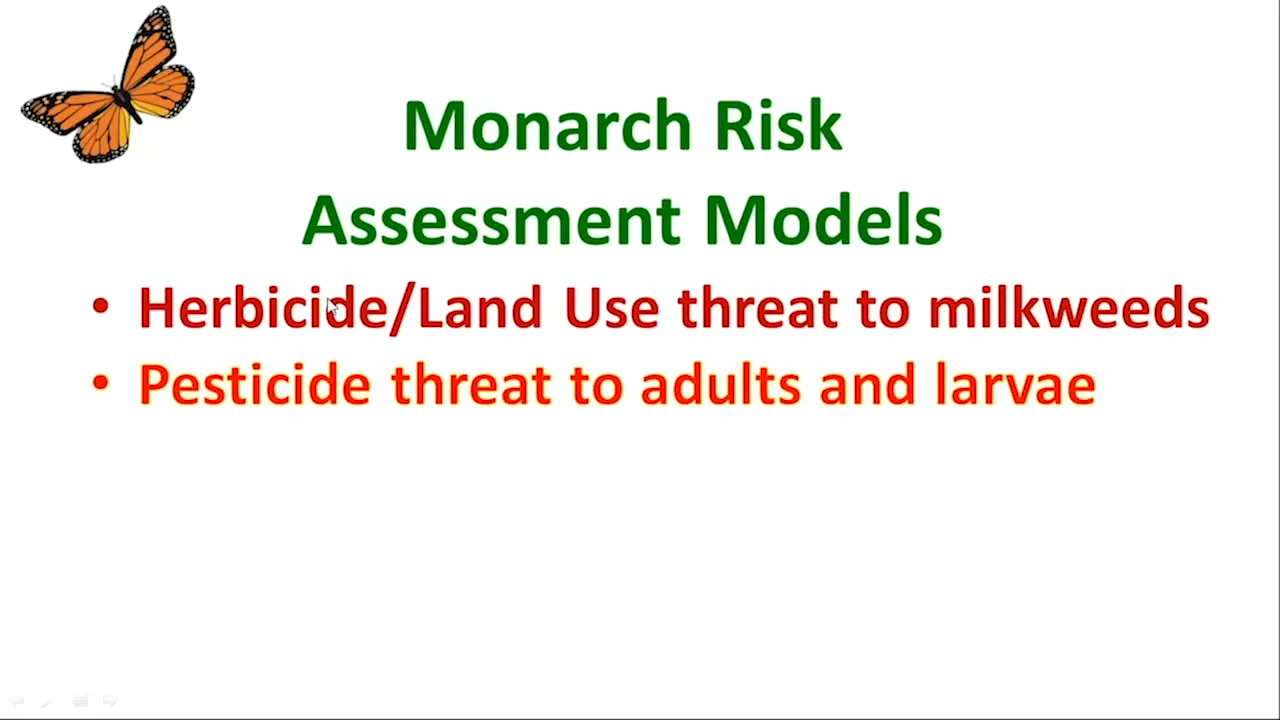 Monarch Risk
Assessment Models
• Herbicide/Land Use threat to milkweeds
• Pesticide threat to adults and larvae